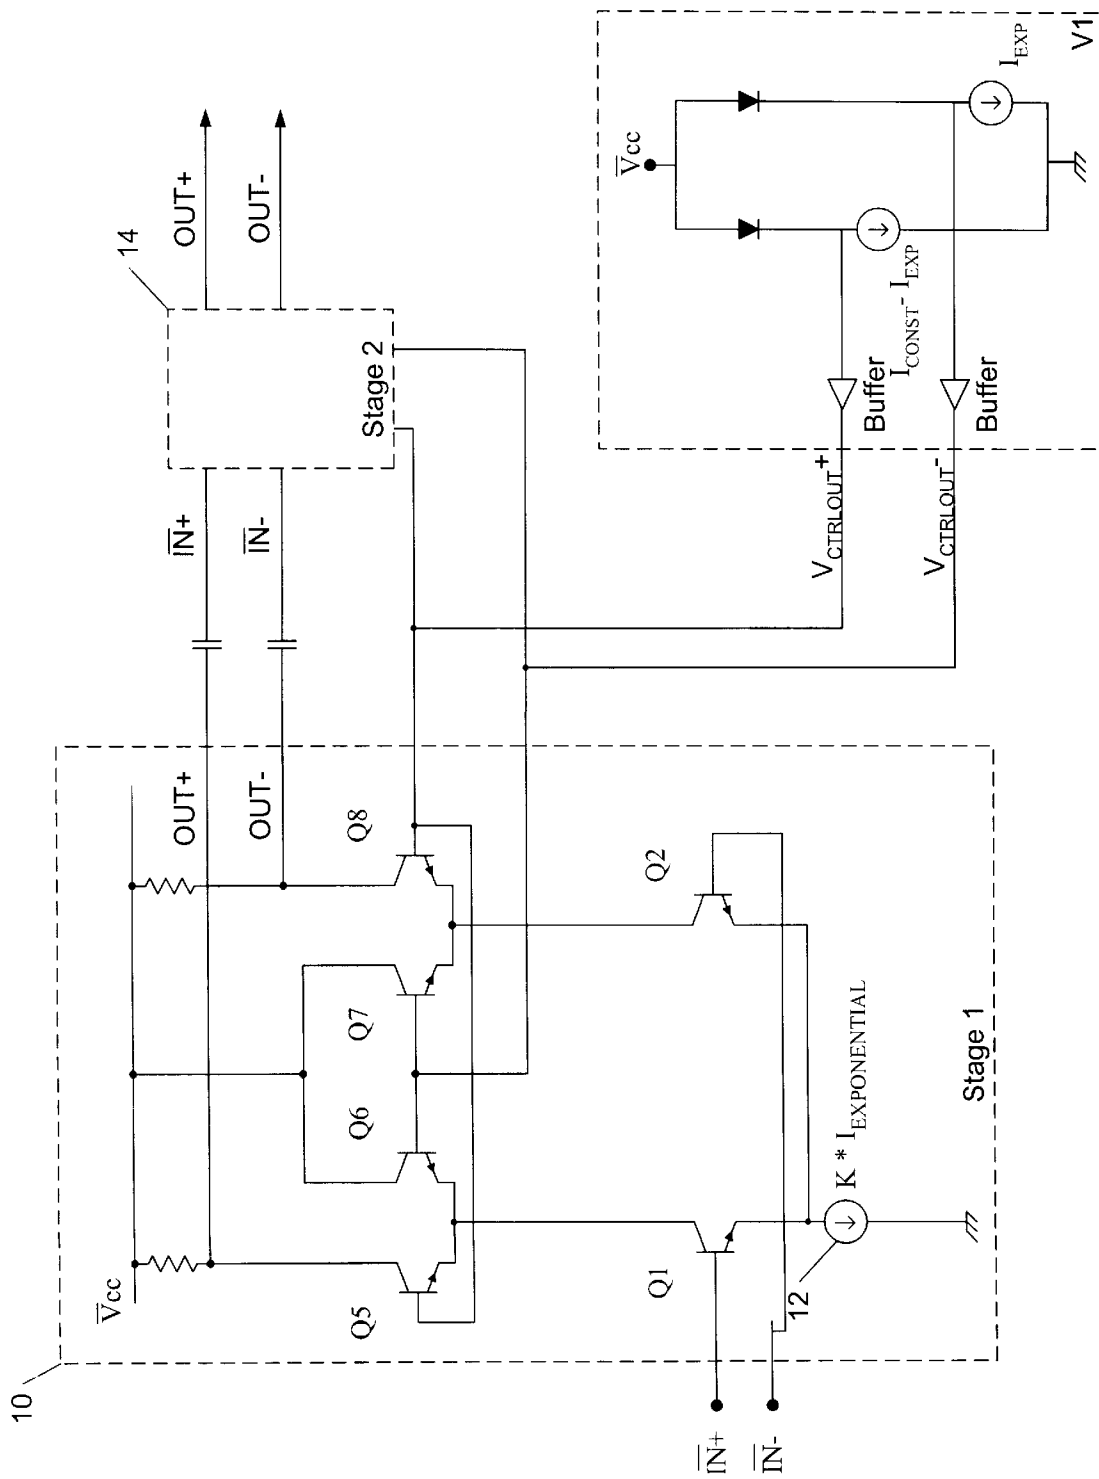 10
V̅cc
OUT+
OUT-
Q5
Q6
Q7
Q8
Q1
Q2
12
K * I_EXPONENTIAL
Stage 1
I̅N̅+
I̅N̅-
I̅N̅+
I̅N̅-
14
Stage 2
OUT+
OUT-
V_CTRLOUT+
V_CTRLOUT-
Buffer
Buffer
V̅cc
I_CONST- I_EXP
I_EXP
V1